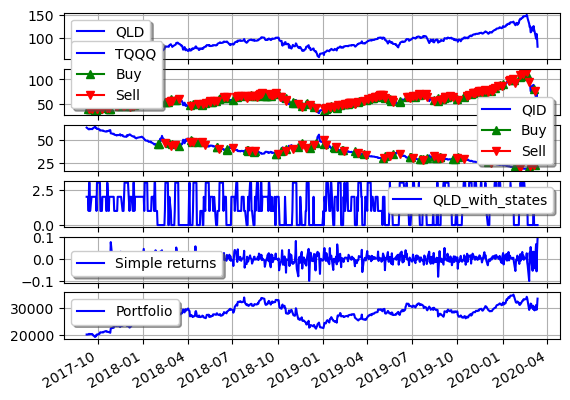 150
100
QLD
TQQQ
Buy
Sell
100
50
QID
Buy
Sell
50
25
2.5
0.0
QLD_with_states
0.1
0.0
-0.1
Simple returns
30000
20000
Portfolio
2017-10
2018-01
2018-04
2018-07
2018-10
2019-01
2019-04
2019-07
2019-10
2020-01
2020-04